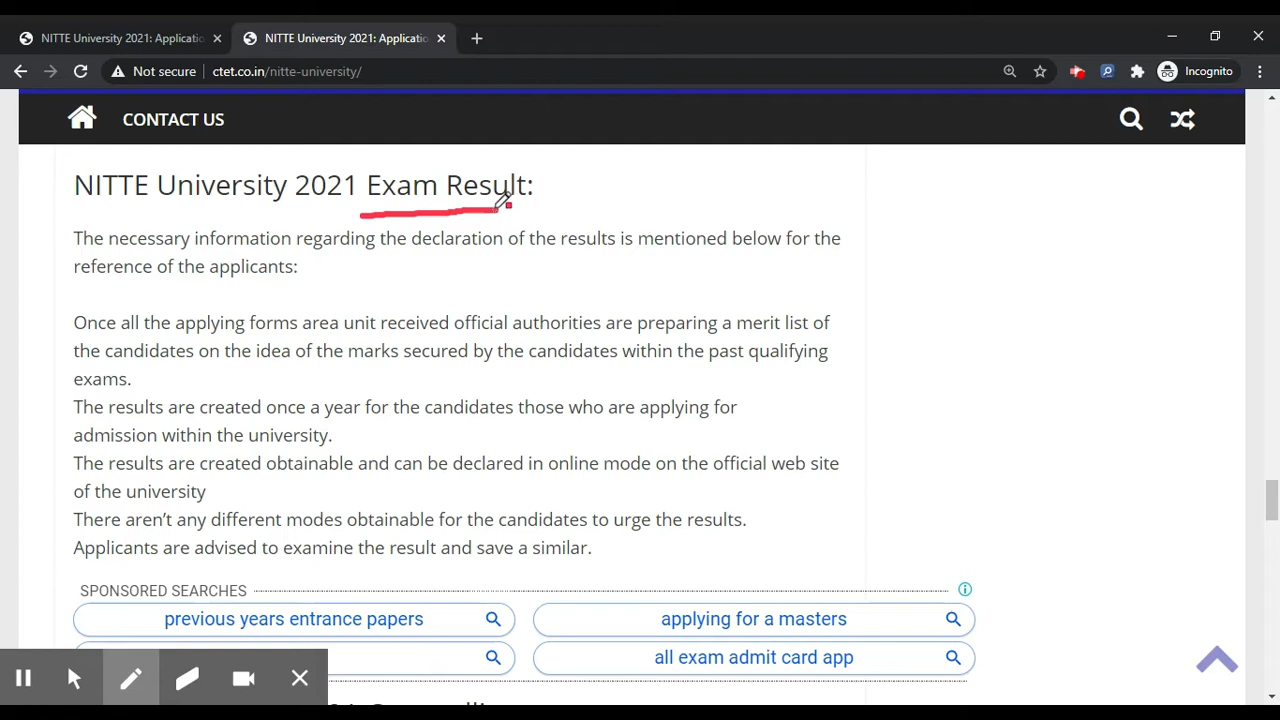 NITTE University 2021: Applicatio
NITTE University 2021: Applicatio
Not secure
ctet.co.in/nitte-university/
Incognito
CONTACT US
NITTE University 2021 Exam Result:
The necessary information regarding the declaration of the results is mentioned below for the
reference of the applicants:
Once all the applying forms area unit received official authorities are preparing a merit list of
the candidates on the idea of the marks secured by the candidates within the past qualifying
exams.
The results are created once a year for the candidates those who are applying for
admission within the university.
The results are created obtainable and can be declared in online mode on the official web site
of the university
There aren’t any different modes obtainable for the candidates to urge the results.
Applicants are advised to examine the result and save a similar.
SPONSORED SEARCHES
previous years entrance papers
applying for a masters
all exam admit card app